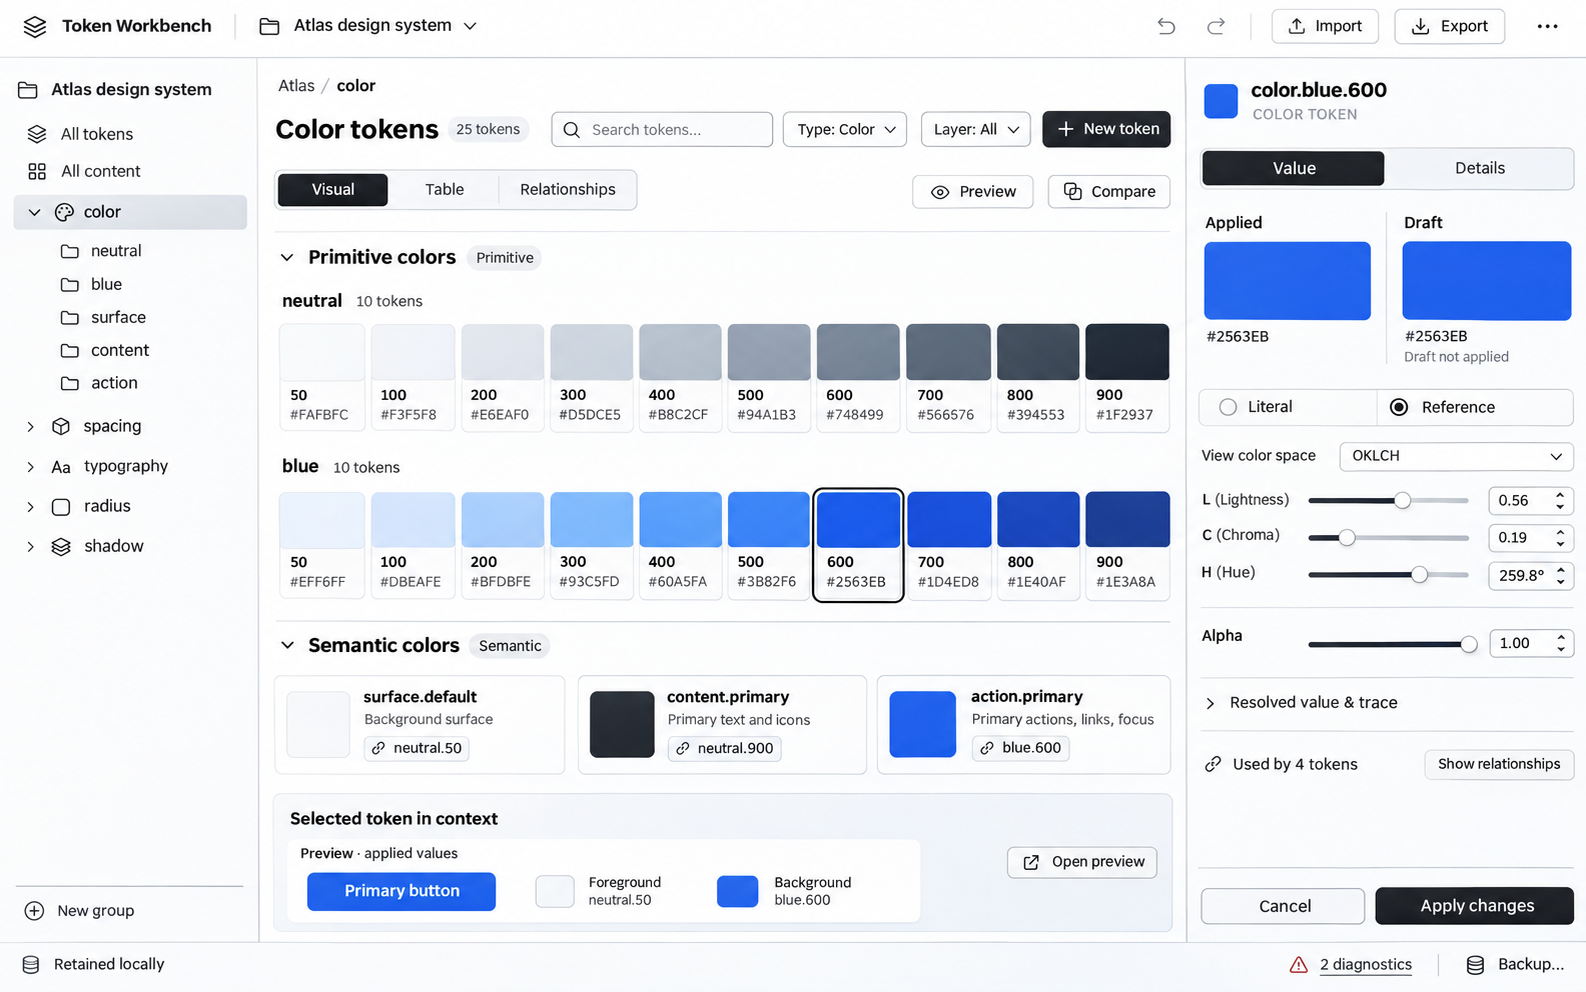 Token Workbench
Atlas design system
Import
Export
Atlas design system
All tokens
All content
color
neutral
blue
surface
content
action
spacing
Aa typography
radius
shadow
New group
Atlas / color
Color tokens
25 tokens
Search tokens...
Type: Color
Layer: All
New token
Visual
Table
Relationships
Preview
Compare
Primitive colors
Primitive
neutral 10 tokens
50 100 200 300 400 500 600 700 800 900
#FAFBFC #F3F5F8 #E6EAF0 #D5DCE5 #B8C2CF #94A1B3 #748499 #566576 #394553 #1F2937
blue 10 tokens
50 100 200 300 400 500 600 700 800 900
#EFF6FF #DBEAFE #BFDBFE #93C5FD #60A5FA #3B82F6 #2563EB #1D4ED8 #1E40AF #1E3A8A
Semantic colors
Semantic
surface.default
Background surface
neutral.50
content.primary
Primary text and icons
neutral.900
action.primary
Primary actions, links, focus
blue.600
Selected token in context
Preview · applied values
Primary button
Foreground
neutral.50
Background
blue.600
Open preview
color.blue.600
COLOR TOKEN
Value
Details
Applied
#2563EB
Draft
#2563EB
Draft not applied
Literal
Reference
View color space
OKLCH
L (Lightness) 0.56
C (Chroma) 0.19
H (Hue) 259.8°
Alpha 1.00
Resolved value & trace
Used by 4 tokens
Show relationships
Cancel
Apply changes
Retained locally
2 diagnostics
Backup...